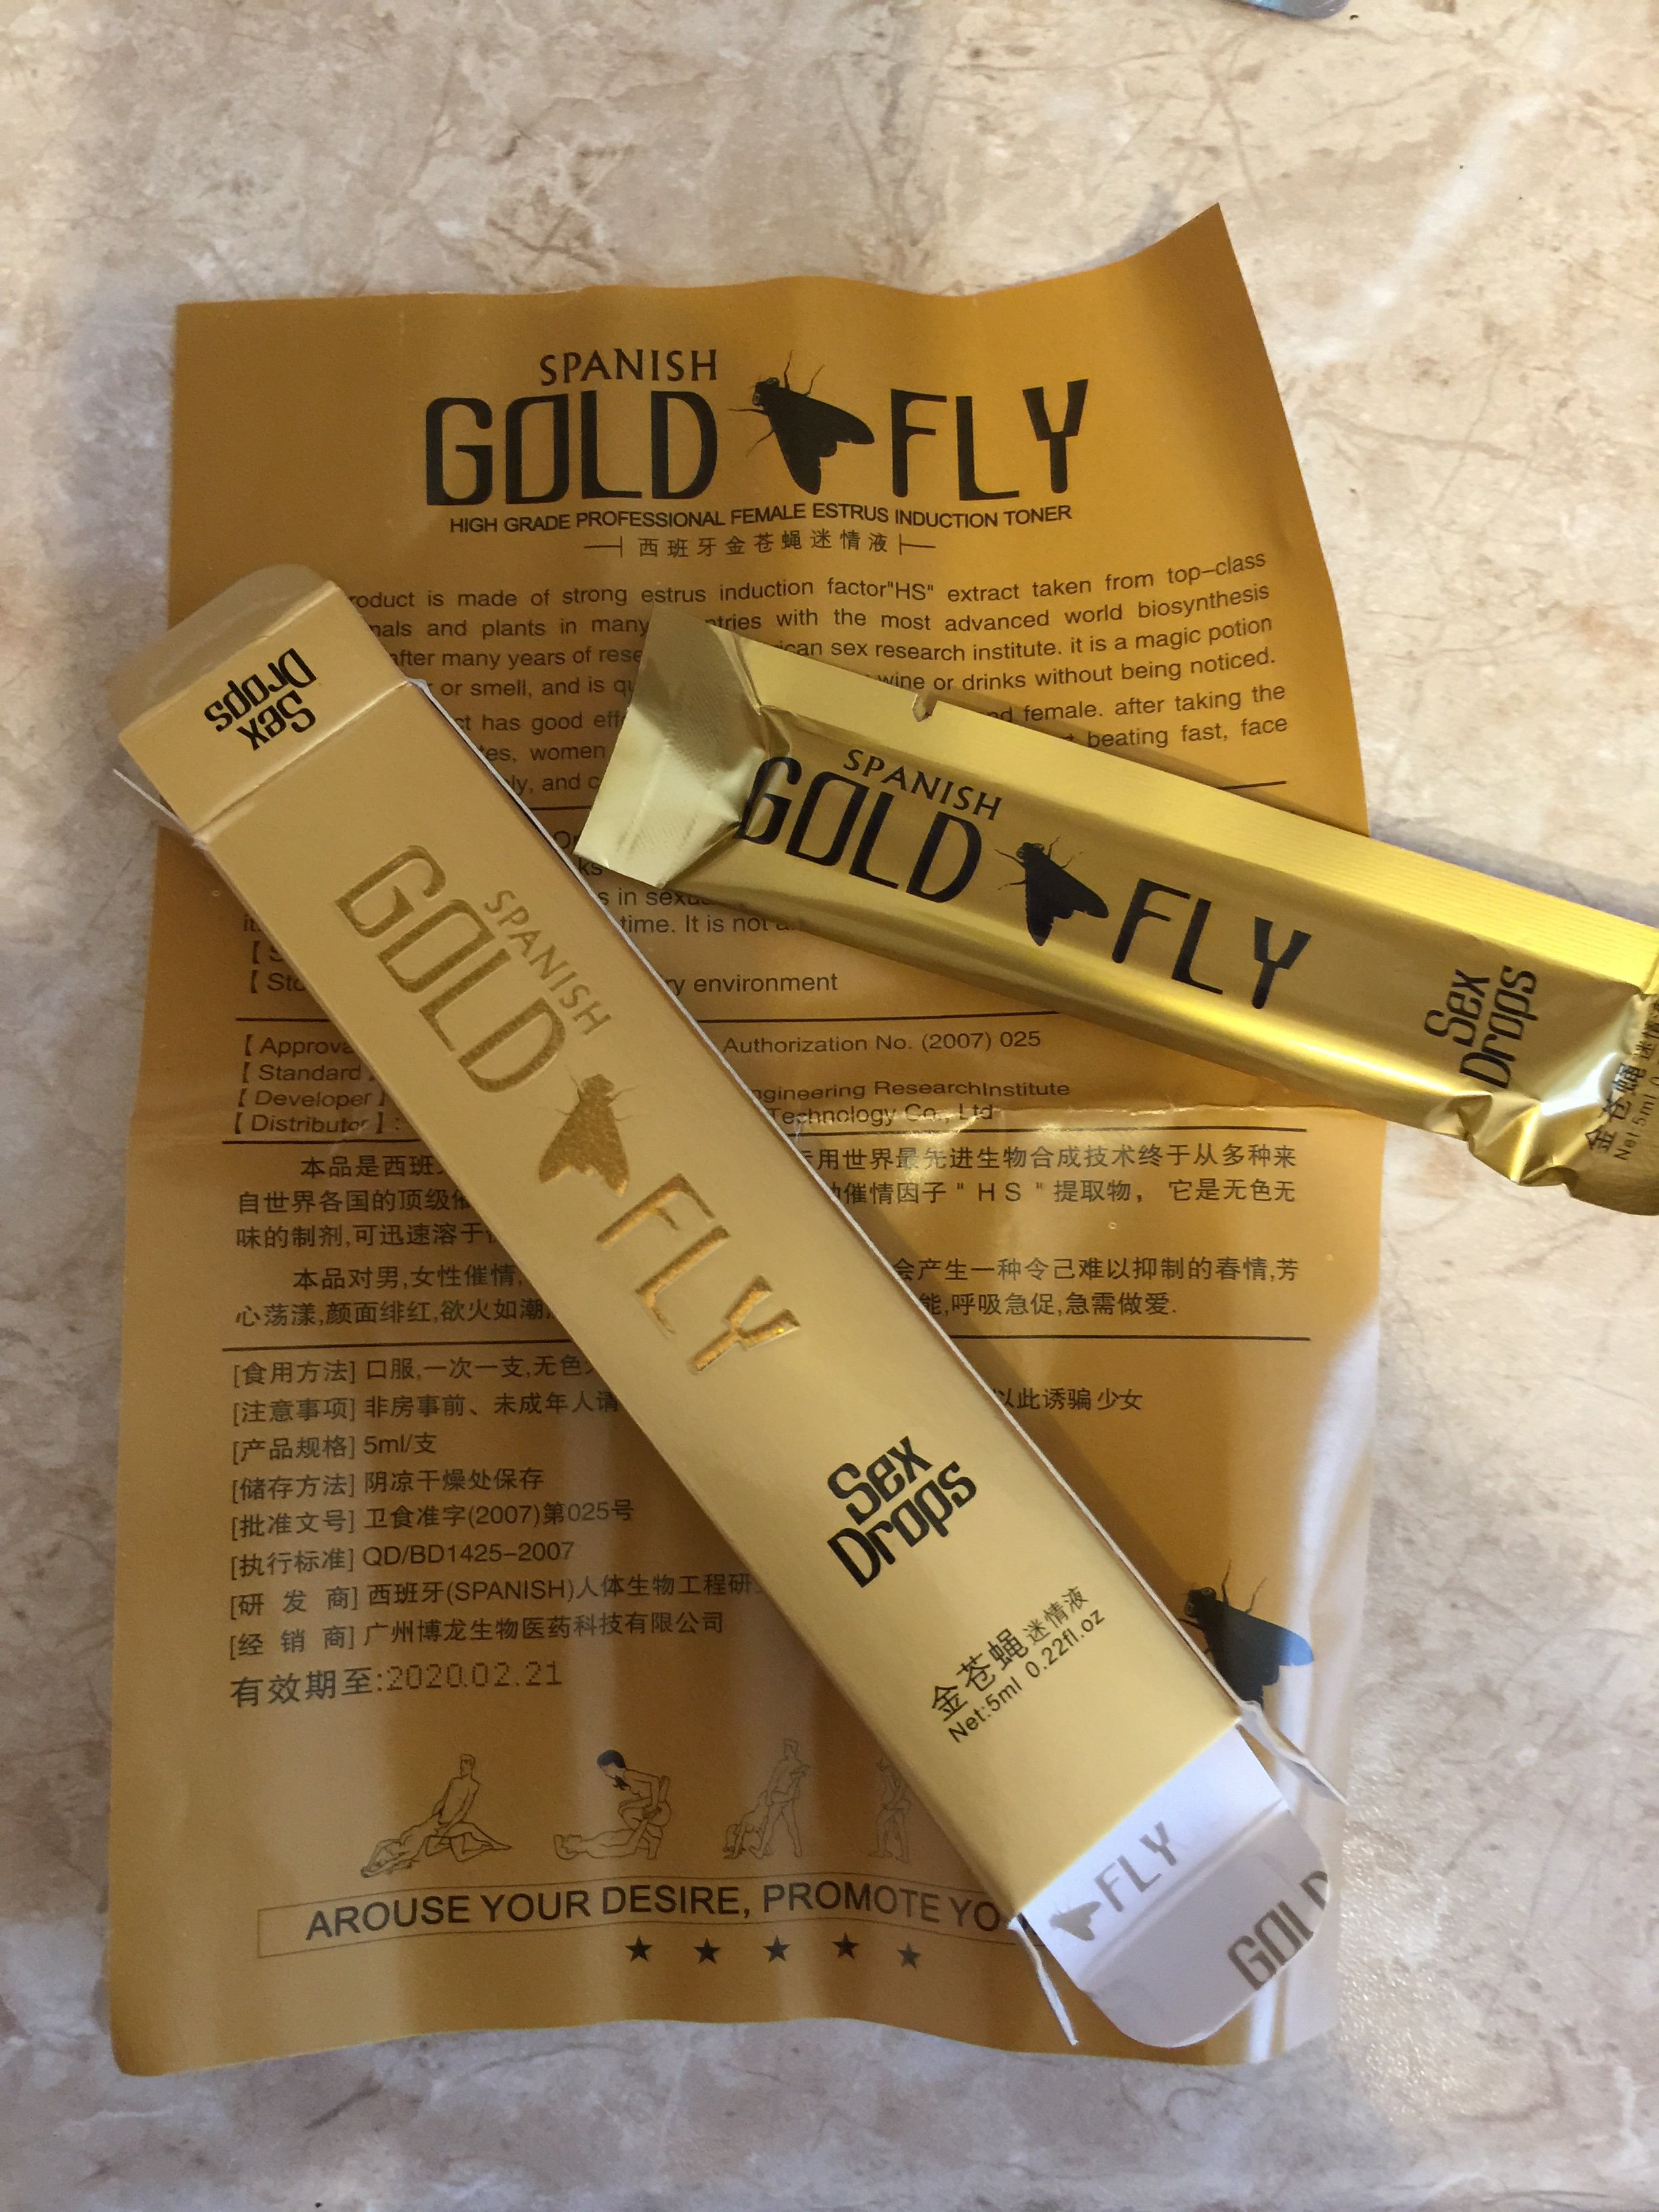 SPANISH
GOLD FLY
HIGH GRADE PROFESSIONAL FEMALE ESTRUS INDUCTION TONER
西班牙金苍蝇迷情液
is made of strong estrus induction factor"HS" extract taken from top-class
and plants in many with the most advanced world biosynthesis
after many years of sex research institute. it is a magic potion
or smell, and is wine or drinks without being noticed.
has good female. after taking the
women beating fast, face
and
in
time. It is not
environment
Authorization No. (2007) 025
【Standard】
【Developer】 ResearchInstitute
【Distributor】: Technology Co., Ltd
本品是西班 用世界最先进生物合成技术终于从多种来
自世界各国的顶级 催情因子"HS"提取物, 它是无色无
味的制剂,可迅速溶于
本品对男,女性催情, 会产生一种令己难以抑制的春情,芳
心荡漾,颜面绯红,欲火如潮 能,呼吸急促,急需做爱.
[食用方法] 口服,一次一支,无色
[注意事项] 非房事前、未成年人请 以此诱骗少女
[产品规格] 5ml/支
[储存方法] 阴凉干燥处保存
[批准文号] 卫食准字(2007)第025号
[执行标准] QD/BD1425-2007
[研 发 商] 西班牙(SPANISH)人体生物工程研
[经 销 商] 广州博龙生物医药科技有限公司
有效期至:2020.02.21
AROUSE YOUR DESIRE, PROMOTE
Sex
Drops
SPANISH
GOLD FLY
Sex
Drops
金苍蝇迷情液
Net:5ml 0.22fl.oz
FLY
GOLD
SPANISH
GOLD FLY
Sex
Drops
金苍蝇迷情
Net:5ml